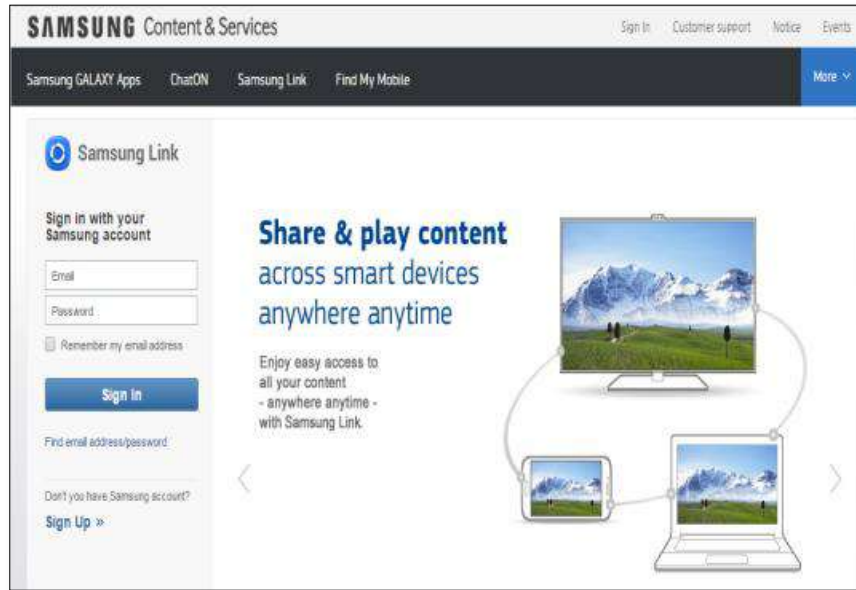 SAMSUNG Content & Services
Sign In Customer support Notice Events
Samsung GALAXY Apps ChatON Samsung Link Find My Mobile More
Samsung Link
Sign in with your
Samsung account
Email
Password
Remember my email address
Sign In
Find email address/password
Don't you have Samsung account?
Sign Up »
Share & play content
across smart devices
anywhere anytime
Enjoy easy access to
all your content
- anywhere anytime -
with Samsung Link.